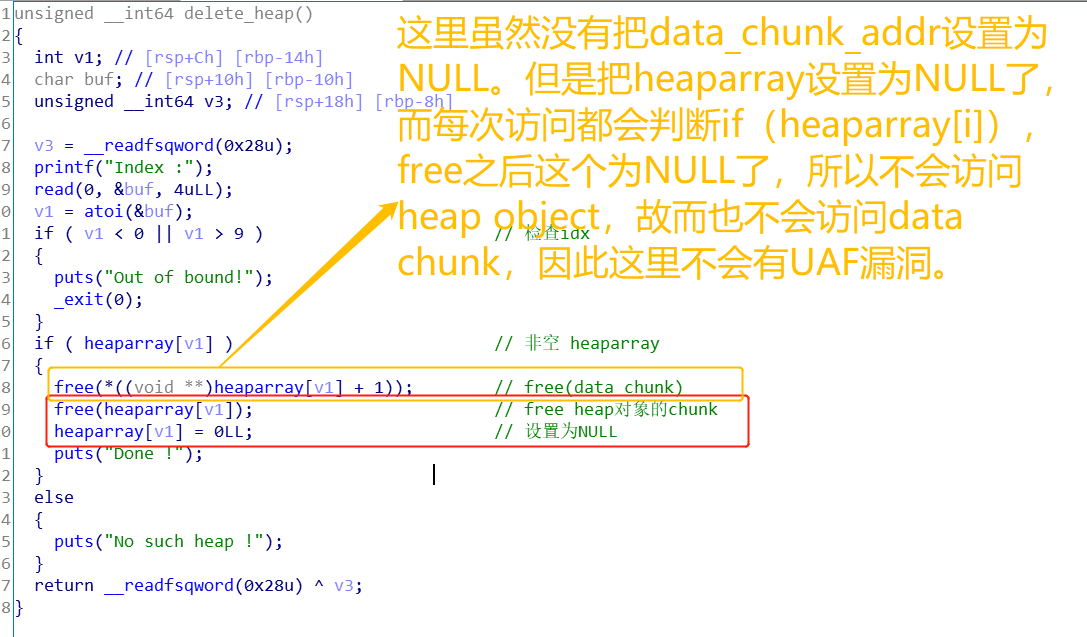 1 unsigned __int64 delete_heap()
2 {
3 int v1; // [rsp+Ch] [rbp-14h]
4 char buf; // [rsp+10h] [rbp-10h]
5 unsigned __int64 v3; // [rsp+18h] [rbp-8h]
6
7 v3 = __readfsqword(0x28u);
8 printf("Index :");
9 read(0, &buf, 4uLL);
0 v1 = atoi(&buf);
1 if ( v1 < 0 || v1 > 9 ) // 检查idx
2 {
3 puts("Out of bound!");
4 _exit(0);
5 }
6 if ( heaparray[v1] ) // 非空 heaparray
7 {
8 free(*((void **)heaparray[v1] + 1)); // free(data chunk)
9 free(heaparray[v1]); // free heap对象的chunk
0 heaparray[v1] = 0LL; // 设置为NULL
1 puts("Done !");
2 }
3 else
4 {
5 puts("No such heap !");
6 }
7 return __readfsqword(0x28u) ^ v3;
8 }
这里虽然没有把data_chunk_addr设置为
NULL。但是把heaparray设置为NULL了，
而每次访问都会判断if（heaparray[i]），
free之后这个为NULL了，所以不会访问
heap object，故而也不会访问data
chunk，因此这里不会有UAF漏洞。